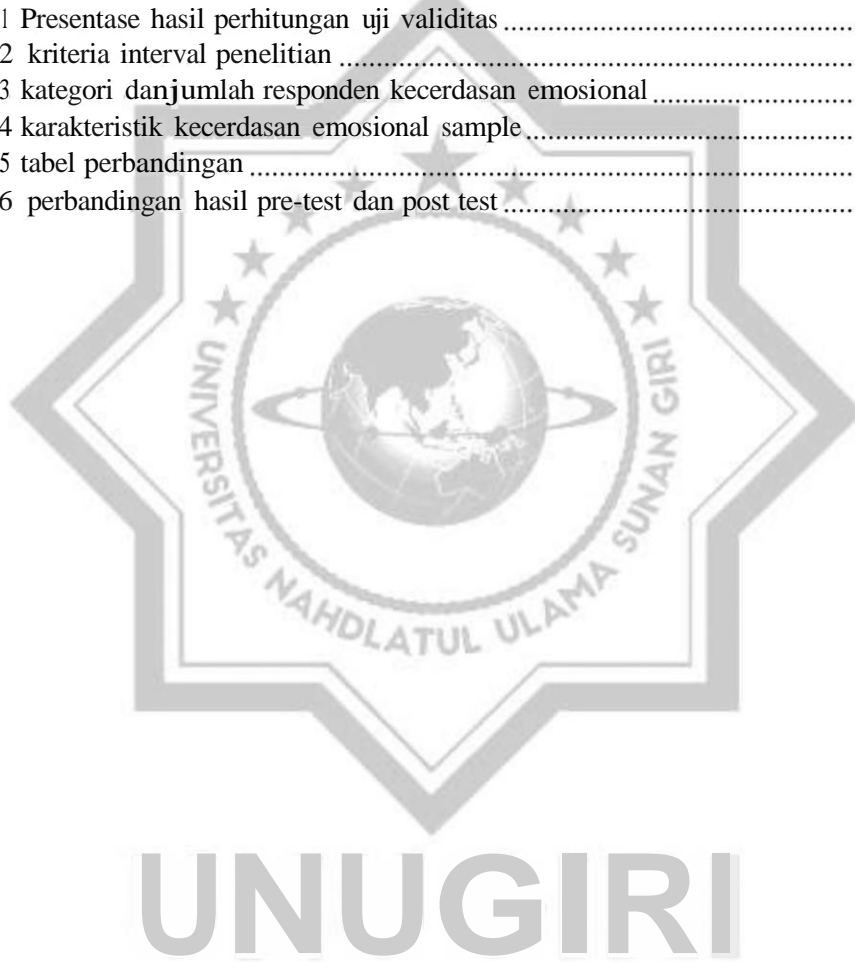 1 Presentase hasil perhitungan uji validitas ........................................................
2 kriteria interval penelitian ........................................................
3 kategori danjumlah responden kecerdasan emosional ........................................................
4 karakteristik kecerdasan emosional sample ........................................................
5 tabel perbandingan ........................................................
6 perbandingan hasil pre-test dan post test ........................................................
UNIVERSITAS NAHDLATUL ULAMA SUNAN GIRI
UNUGIRI